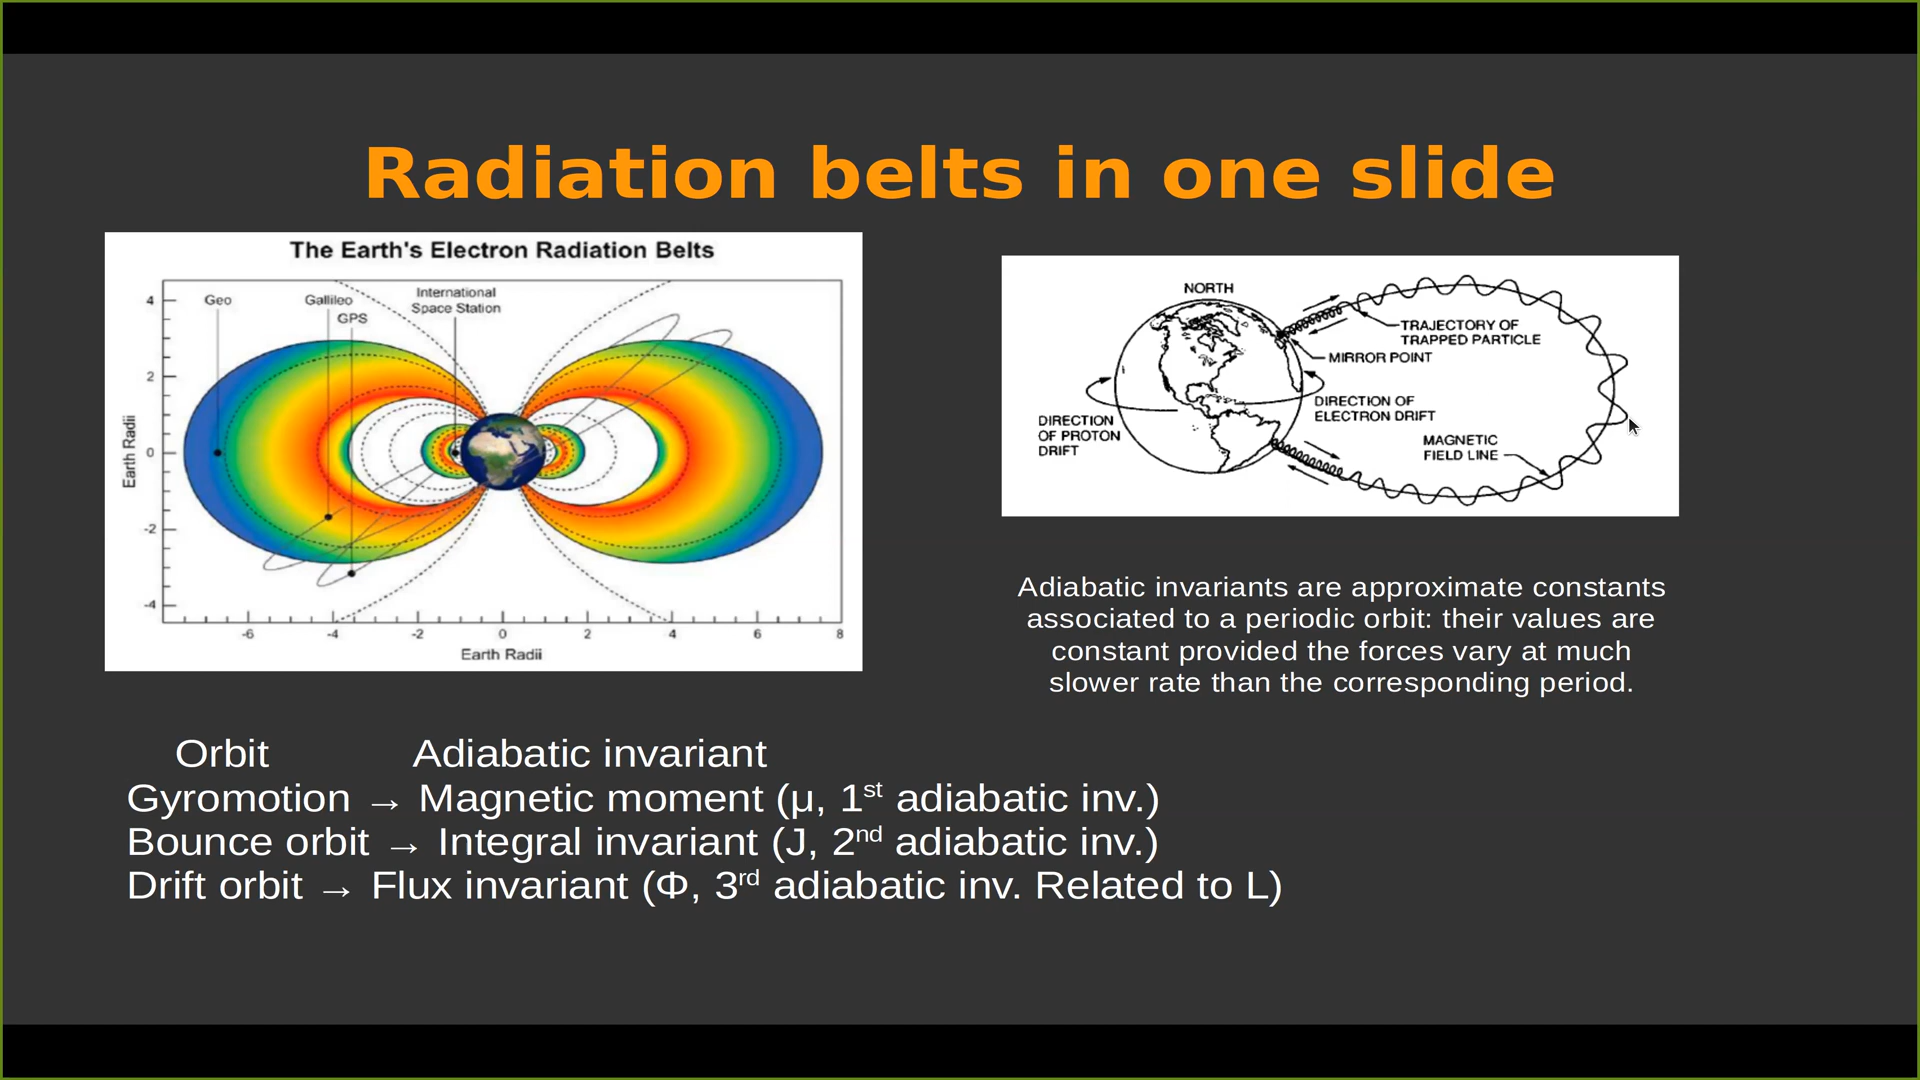 Radiation belts in one slide
The Earth's Electron Radiation Belts
Geo
Gallileo
GPS
International
Space Station
4
2
0
-2
-4
Earth Radii
-6
-4
-2
0
2
4
6
8
Earth Radii
NORTH
TRAJECTORY OF
TRAPPED PARTICLE
MIRROR POINT
DIRECTION OF
ELECTRON DRIFT
DIRECTION
OF PROTON
DRIFT
MAGNETIC
FIELD LINE
Adiabatic invariants are approximate constants
associated to a periodic orbit: their values are
constant provided the forces vary at much
slower rate than the corresponding period.
Orbit Adiabatic invariant
Gyromotion → Magnetic moment (μ, 1st adiabatic inv.)
Bounce orbit → Integral invariant (J, 2nd adiabatic inv.)
Drift orbit → Flux invariant (Φ, 3rd adiabatic inv. Related to L)